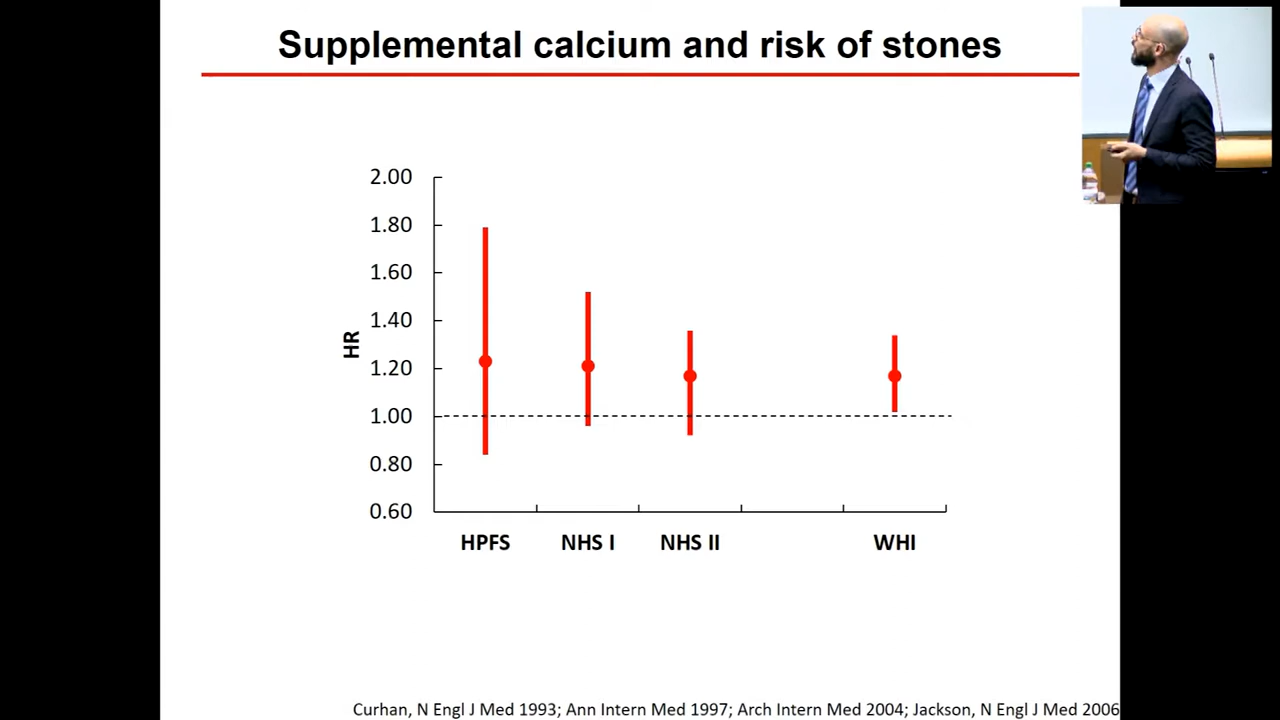 Supplemental calcium and risk of stones
2.00
1.80
1.60
1.40
1.20
1.00
0.80
0.60
HR
HPFS NHS I NHS II WHI
Curhan, N Engl J Med 1993; Ann Intern Med 1997; Arch Intern Med 2004; Jackson, N Engl J Med 2006